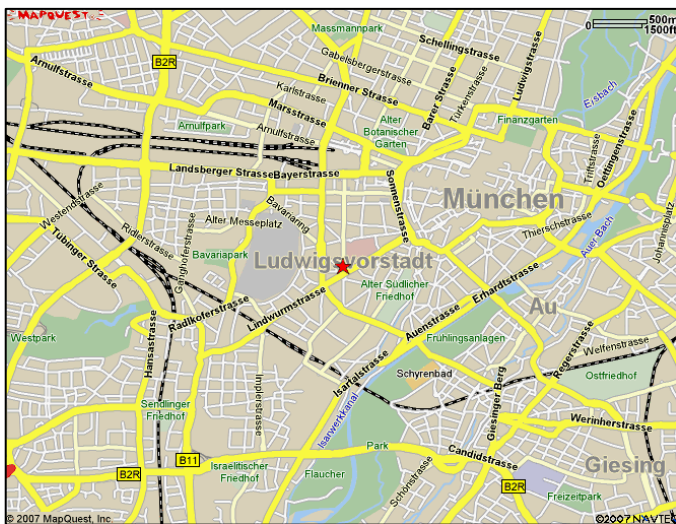 MAPQUEST
500m
0
1500ft
Massmannpark
Schellingstrasse
Gabelsbergerstrasse
Ludwigstrasse
Arnulfstrasse
B2R
Brienner Strasse
Barer Strasse
Türkenstrasse
Karlstrasse
Marsstrasse
Eisbach
Arnulfpark
Arnulfstrasse
Alter
Botanischer
Garten
Finanzgarten
Triftstrasse
Oettingenstrasse
Landsberger Strasse
Bayerstrasse
Sonnenstrasse
München
Westendstrasse
Ridlerstrasse
Ganghoferstrasse
Alter Messeplatz
Bavariaring
Thierschstrasse
Auer Bach
Johannisplatz
Tübinger Strasse
Bavariapark
Ludwigsvorstadt
Alter Südlicher
Friedhof
Erhardtstrasse
Au
Radlkoferstrasse
Lindwurmstrasse
Auenstrasse
Frühlingsanlagen
Westpark
Hansastrasse
Isartalstrasse
Schyrenbad
Regerstrasse
Welfenstrasse
Ostfriedhof
Implerstrasse
Isarwerkkanal
Giesinger Berg
Sendlinger
Friedhof
Werinherstrasse
Park
Candidstrasse
B11
B2R
Israelitischer
Friedhof
Flaucher
Schönstrasse
Giesing
B2R
Freizeitpark
© 2007 MapQuest, Inc.
©2007 NAVTEQ